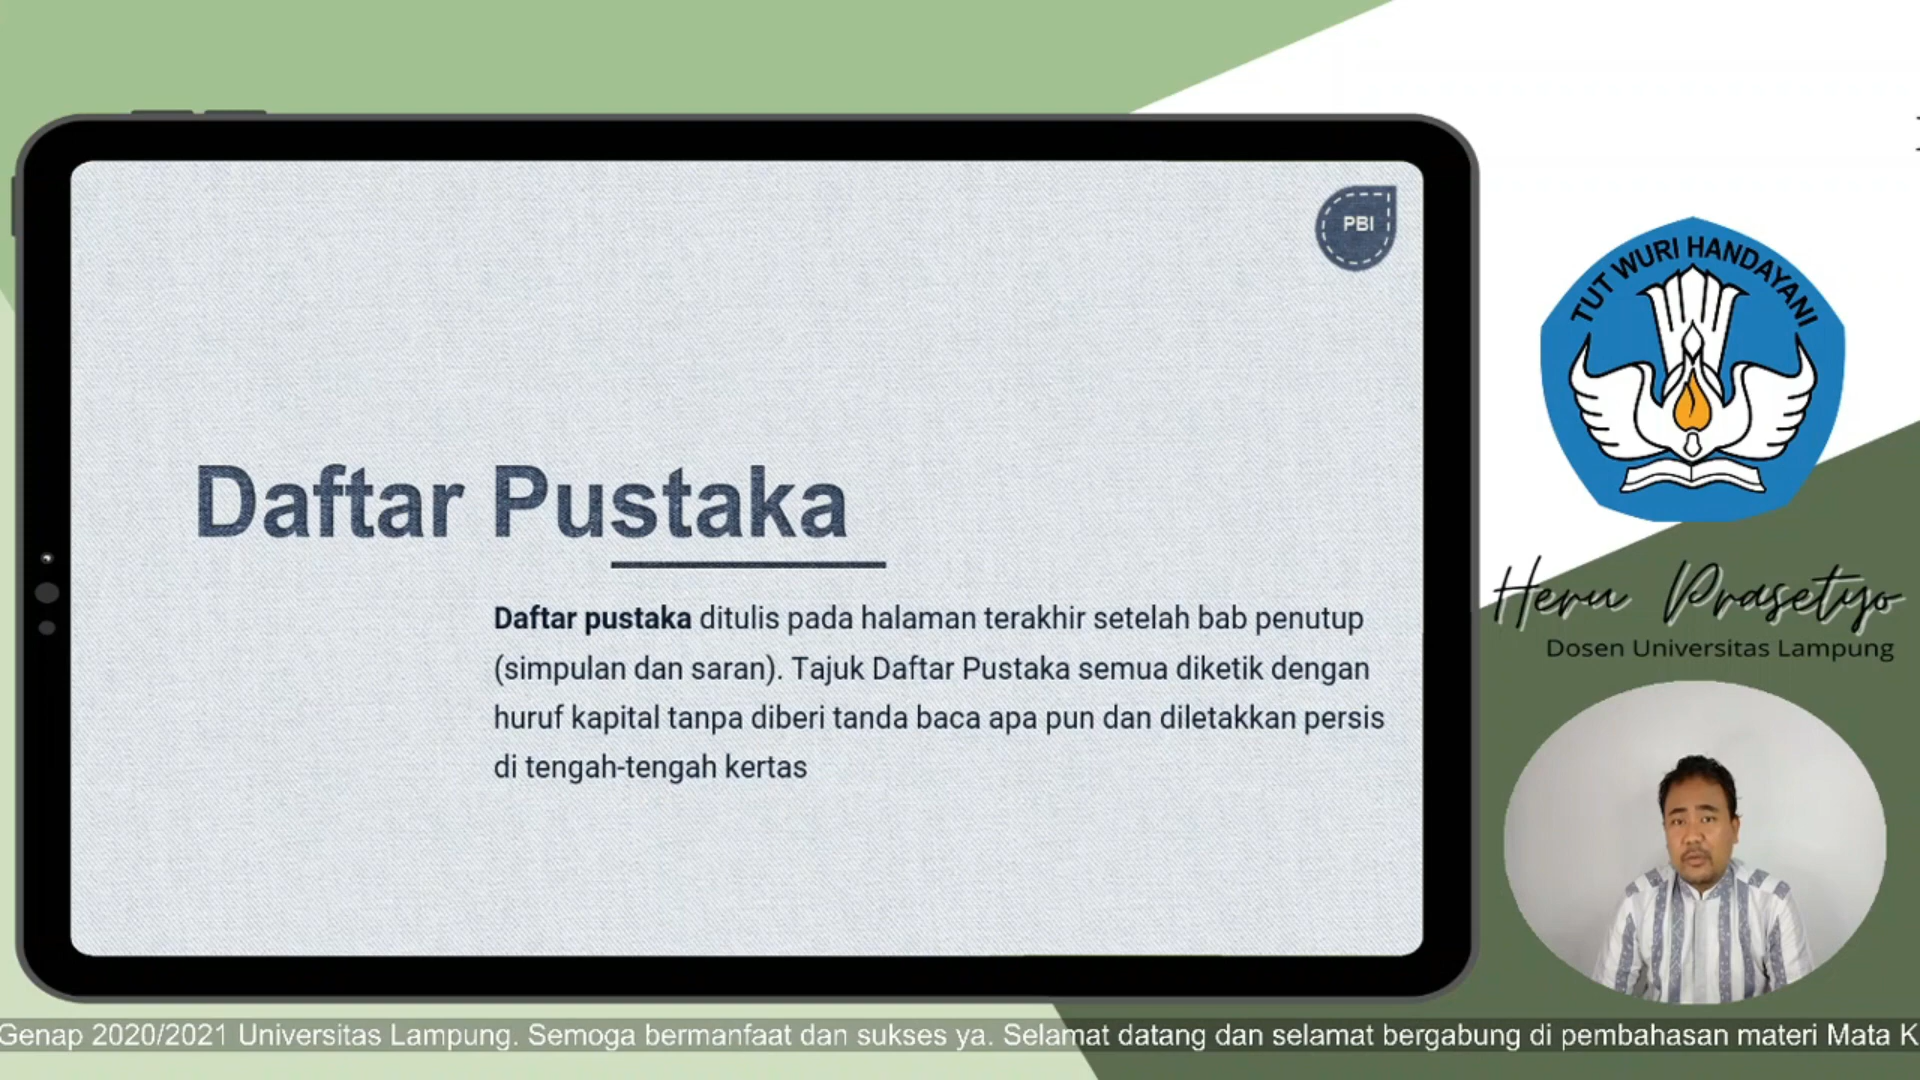 PBI
TUT WURI HANDAYANI
Daftar Pustaka
Daftar pustaka ditulis pada halaman terakhir setelah bab penutup
(simpulan dan saran). Tajuk Daftar Pustaka semua diketik dengan
huruf kapital tanpa diberi tanda baca apa pun dan diletakkan persis
di tengah-tengah kertas
Heru Prasetyo
Dosen Universitas Lampung
Genap 2020/2021 Universitas Lampung. Semoga bermanfaat dan sukses ya. Selamat datang dan selamat bergabung di pembahasan materi Mata K